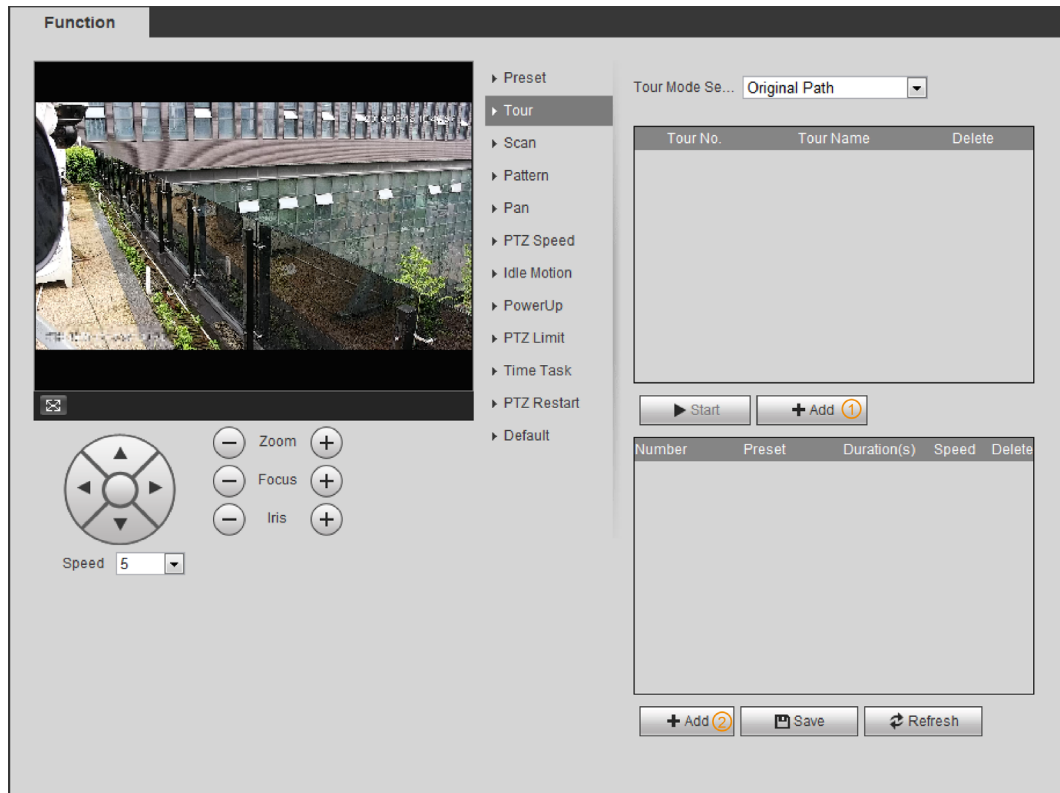 Function
Preset
Tour
Scan
Pattern
Pan
PTZ Speed
Idle Motion
PowerUp
PTZ Limit
Time Task
PTZ Restart
Default
Zoom
Focus
Iris
Speed 5
Tour Mode Se... Original Path
Tour No. Tour Name Delete
Start Add 1
Number Preset Duration(s) Speed Delete
Add 2 Save Refresh